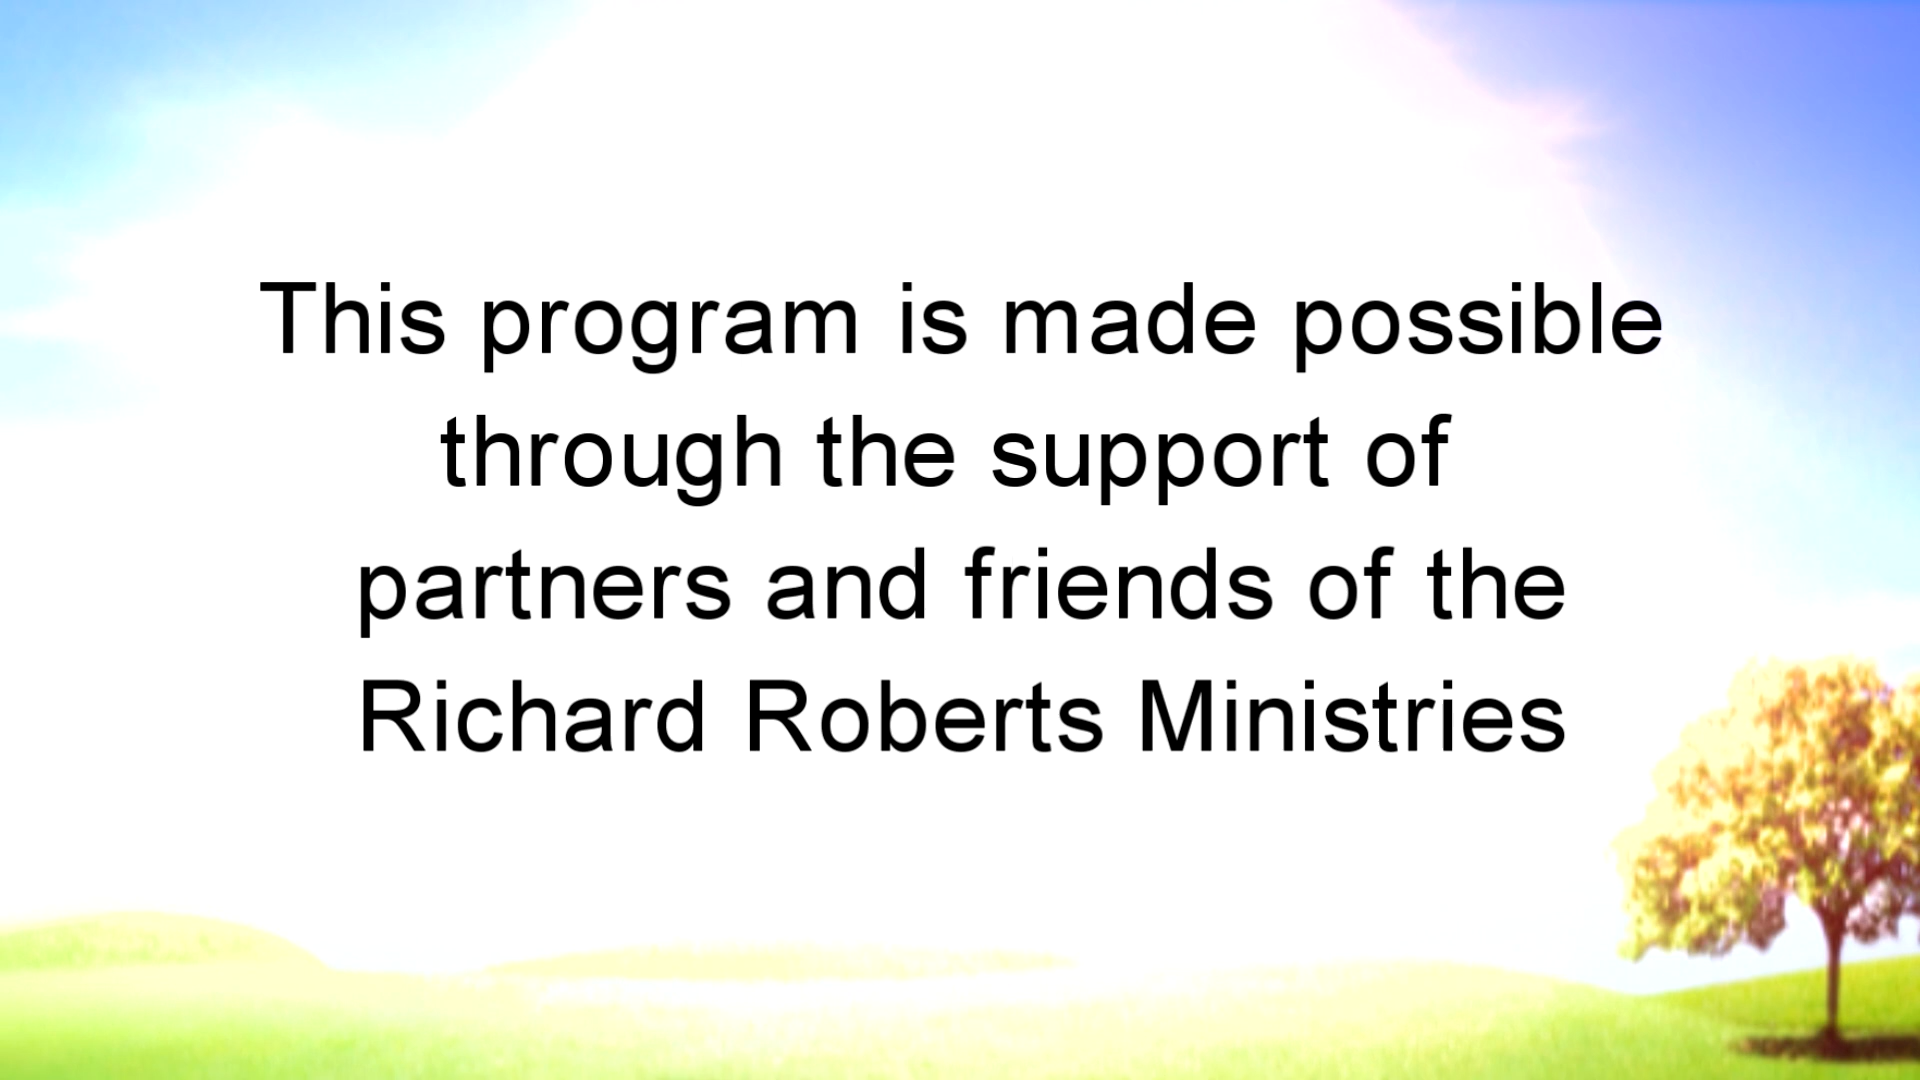 This program is made possible
through the support of
partners and friends of the
Richard Roberts Ministries